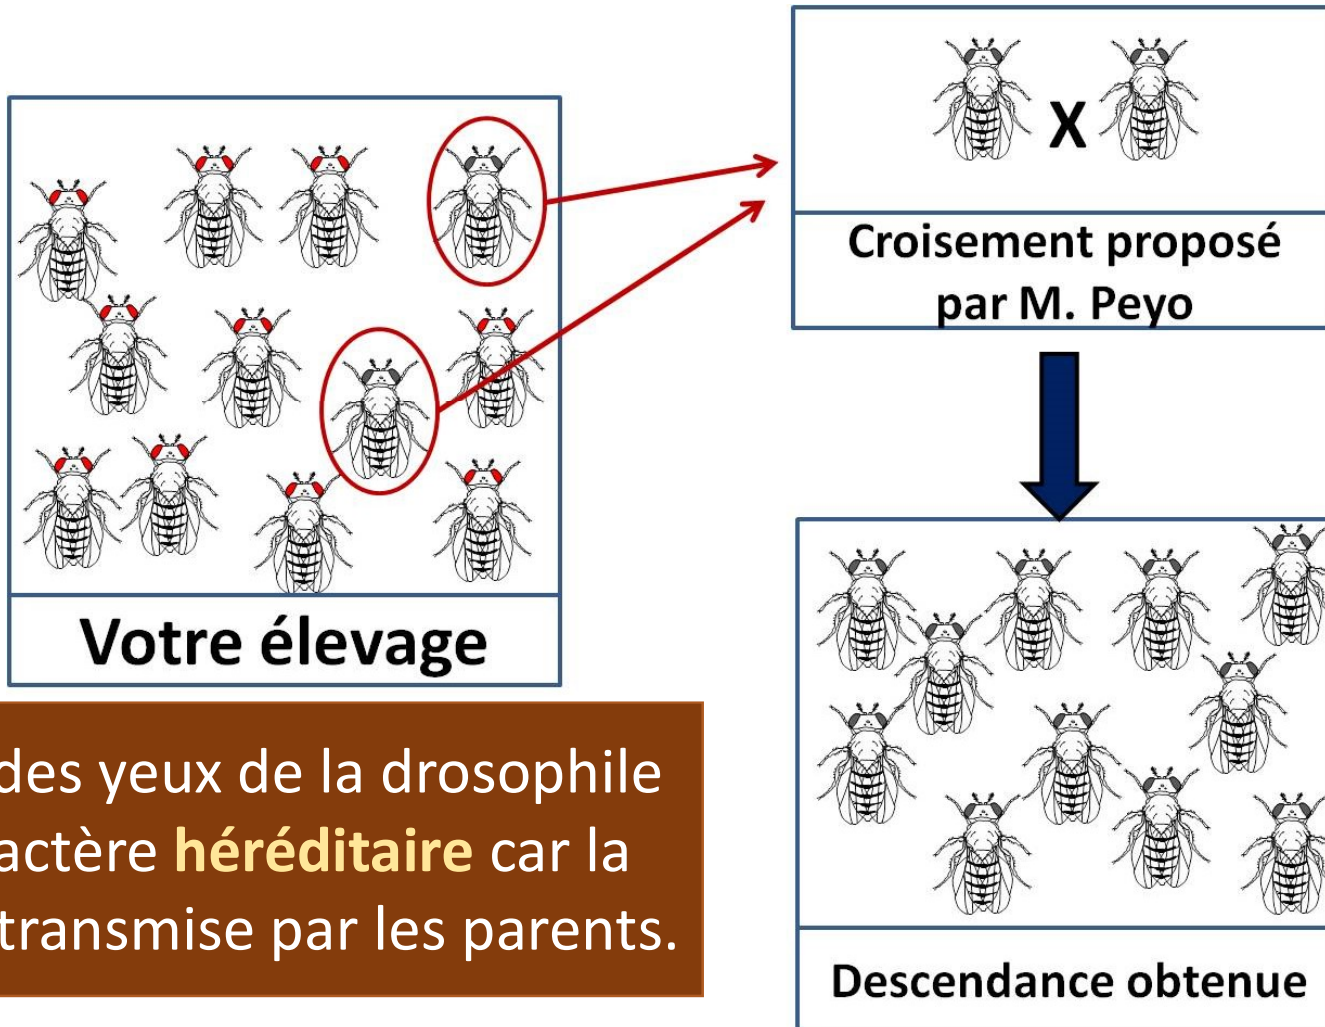 X
Croisement proposé
par M. Peyo
Votre élevage
des yeux de la drosophile
actère héréditaire car la
transmise par les parents.
Descendance obtenue